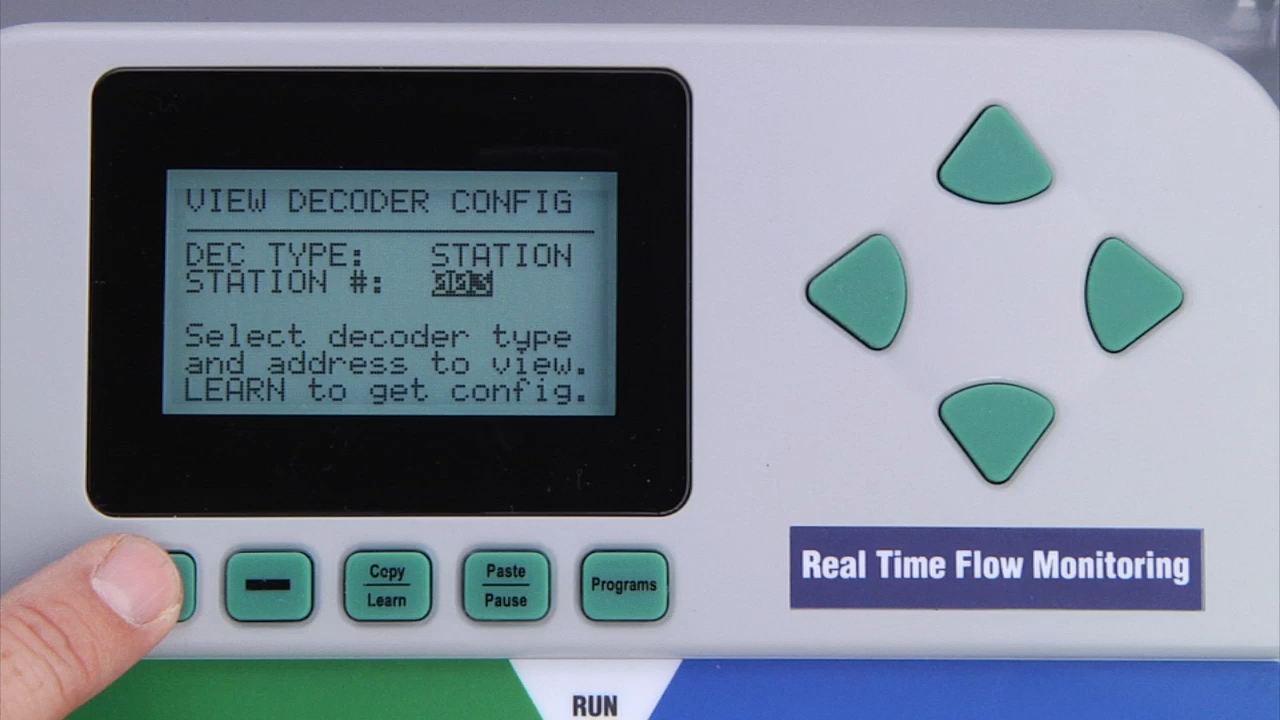 VIEW DECODER CONFIG
DEC TYPE: STATION
STATION #:
Select decoder type
and address to view.
LEARN to get config.
Copy
Learn
Paste
Pause
Programs
Real Time Flow Monitoring
RUN